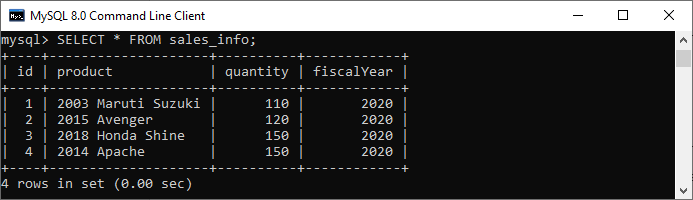 MySQL 8.0 Command Line Client
mysql> SELECT * FROM sales_info;
+----+--------------------+----------+------------+
| id | product            | quantity | fiscalYear |
+----+--------------------+----------+------------+
|  1 | 2003 Maruti Suzuki |      110 |       2020 |
|  2 | 2015 Avenger       |      120 |       2020 |
|  3 | 2018 Honda Shine   |      150 |       2020 |
|  4 | 2014 Apache        |      150 |       2020 |
+----+--------------------+----------+------------+
4 rows in set (0.00 sec)